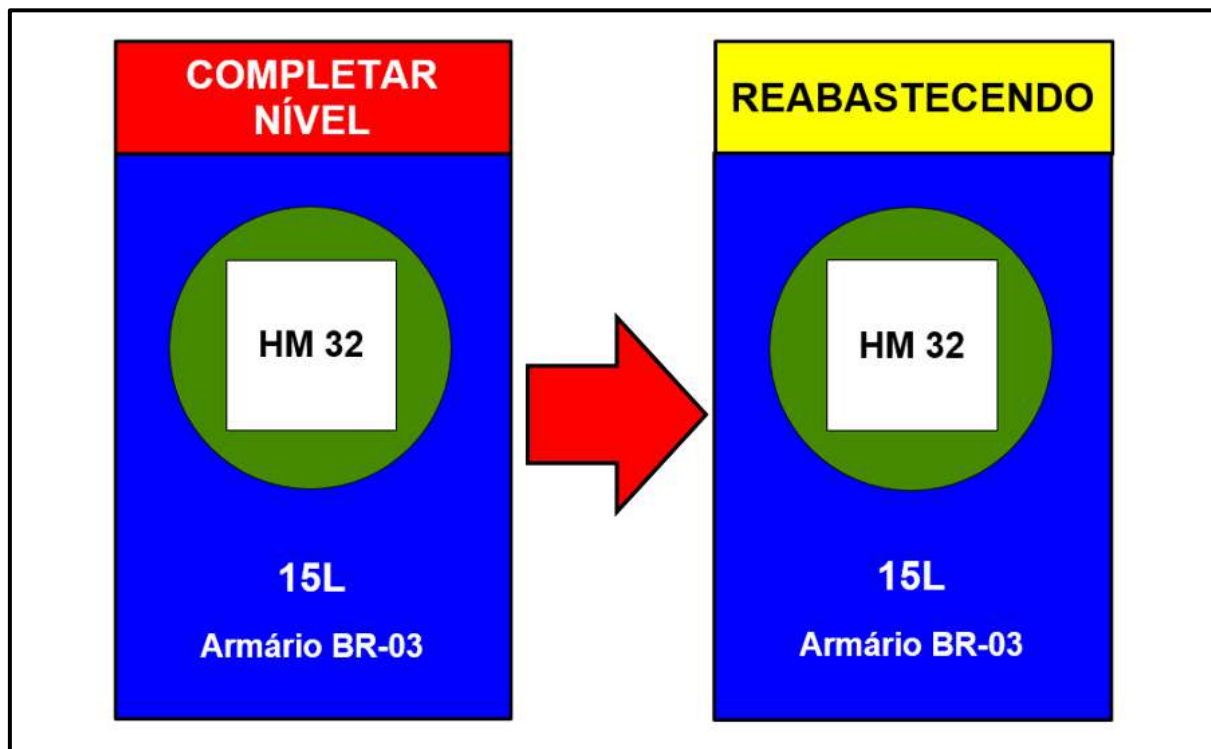 COMPLETAR
NÍVEL
HM 32
15L
Armário BR-03
REABASTECENDO
HM 32
15L
Armário BR-03